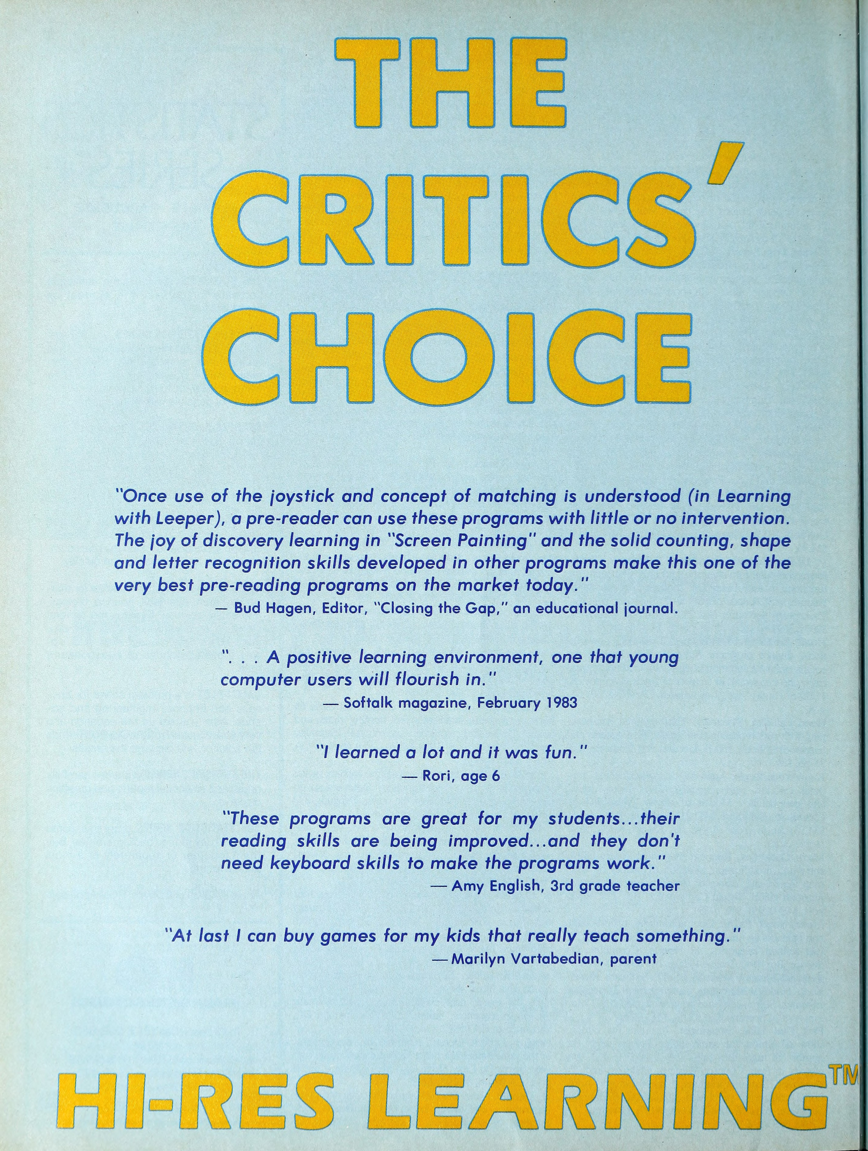 THE
CRITICS'
CHOICE
"Once use of the joystick and concept of matching is understood (in Learning
with Leeper), a pre-reader can use these programs with little or no intervention.
The joy of discovery learning in "Screen Painting" and the solid counting, shape
and letter recognition skills developed in other programs make this one of the
very best pre-reading programs on the market today."
— Bud Hagen, Editor, "Closing the Gap," an educational journal.
". . . A positive learning environment, one that young
computer users will flourish in."
— Softalk magazine, February 1983
"I learned a lot and it was fun."
— Rori, age 6
"These programs are great for my students...their
reading skills are being improved...and they don't
need keyboard skills to make the programs work."
— Amy English, 3rd grade teacher
"At last I can buy games for my kids that really teach something."
— Marilyn Vartabedian, parent
HI-RES LEARNING™